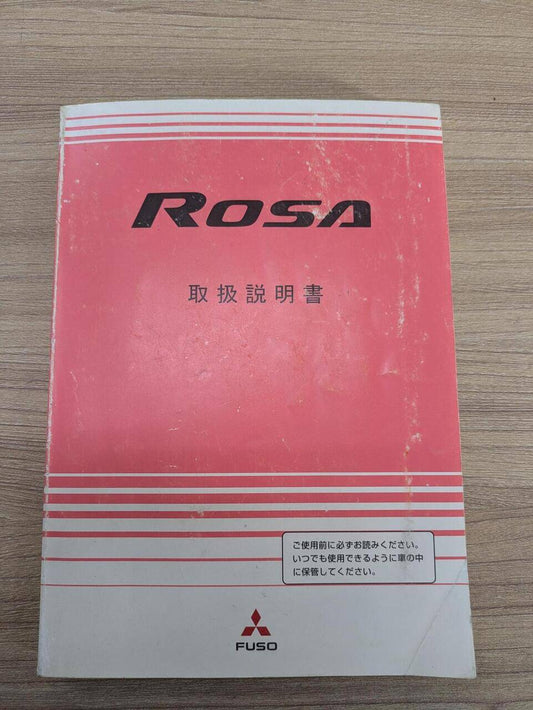 ROSA
取扱説明書
ご使用前に必ずお読みください。
いつでも使用できるように車の中
に保管してください。
FUSO